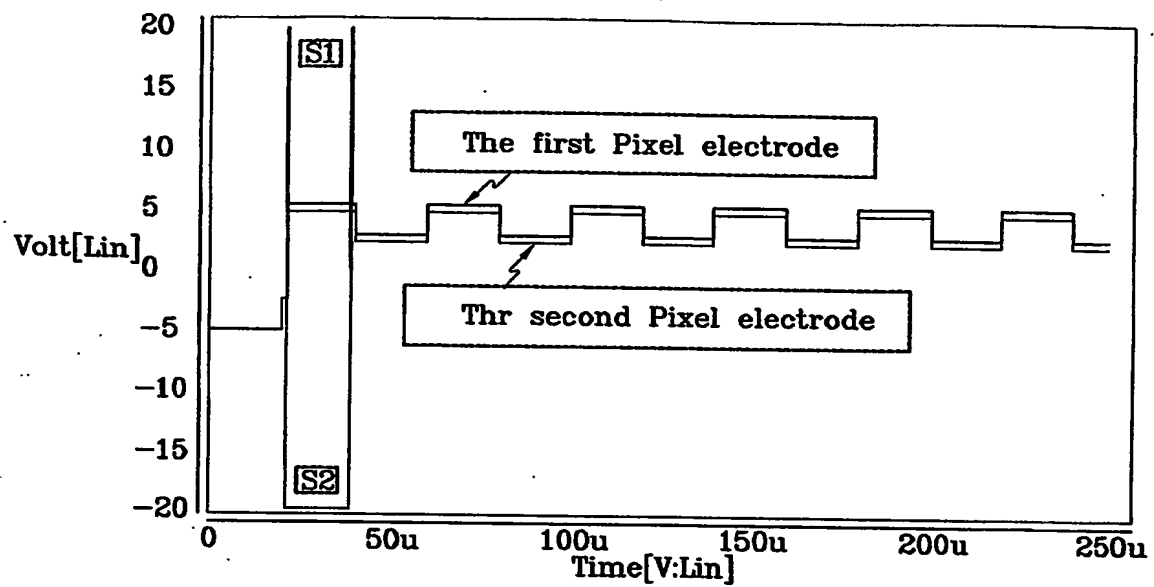 20
[S1]
15
10
The first Pixel electrode
5
Volt[Lin]
0
Thr second Pixel electrode
−5
−10
−15
[S2]
−20
0 50u 100u 150u 200u 250u
Time[V:Lin]